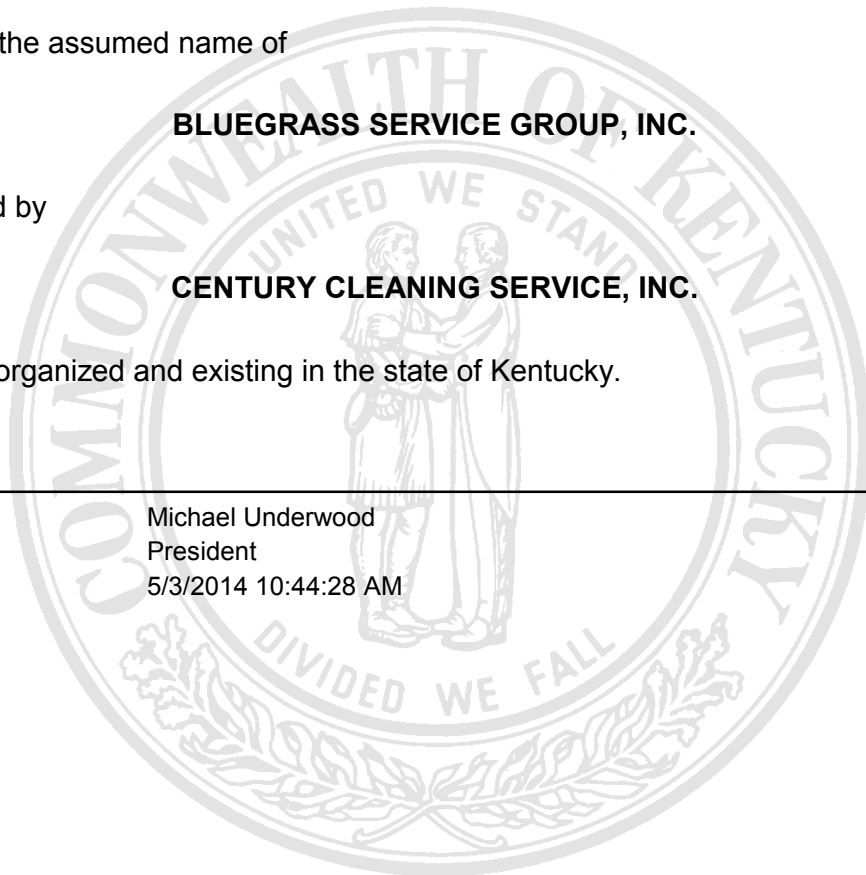 the assumed name of
BLUEGRASS SERVICE GROUP, INC.
d by
CENTURY CLEANING SERVICE, INC.
organized and existing in the state of Kentucky.
Michael Underwood
President
5/3/2014 10:44:28 AM
COMMONWEALTH OF KENTUCKY
UNITED WE STAND
DIVIDED WE FALL